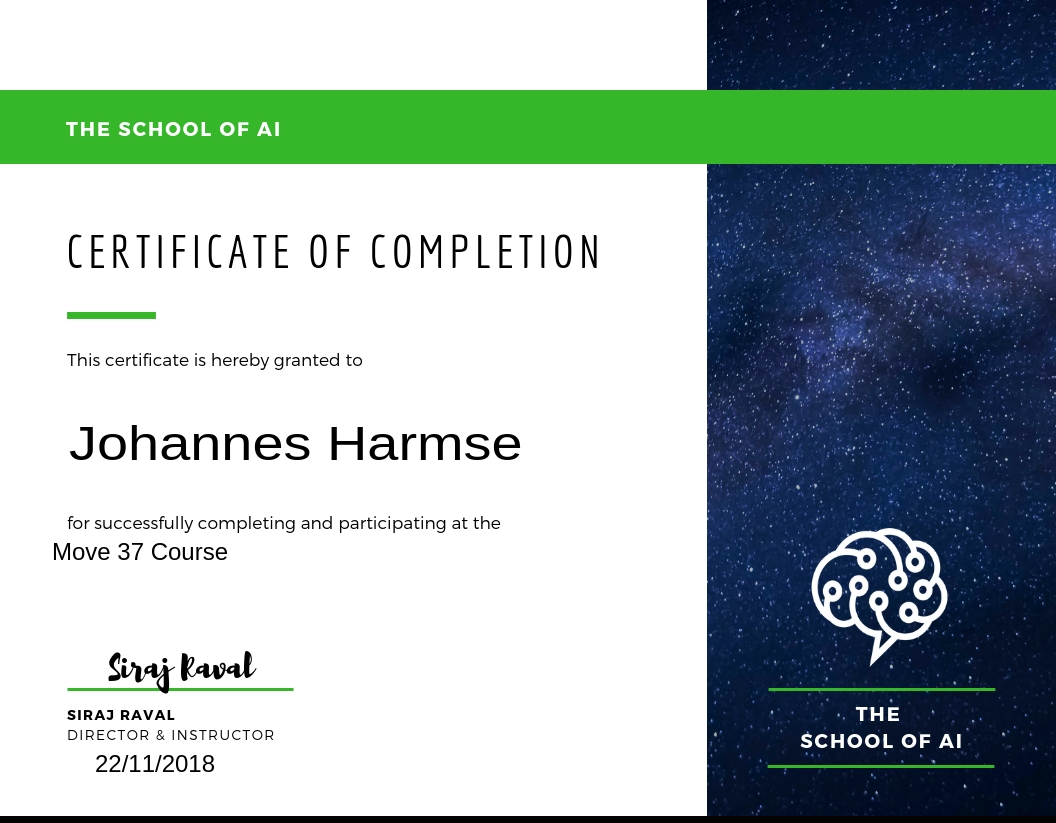 THE SCHOOL OF AI
CERTIFICATE OF COMPLETION
This certificate is hereby granted to
Johannes Harmse
for successfully completing and participating at the
Move 37 Course
Siraj Raval
SIRAJ RAVAL
DIRECTOR & INSTRUCTOR
22/11/2018
THE
SCHOOL OF AI